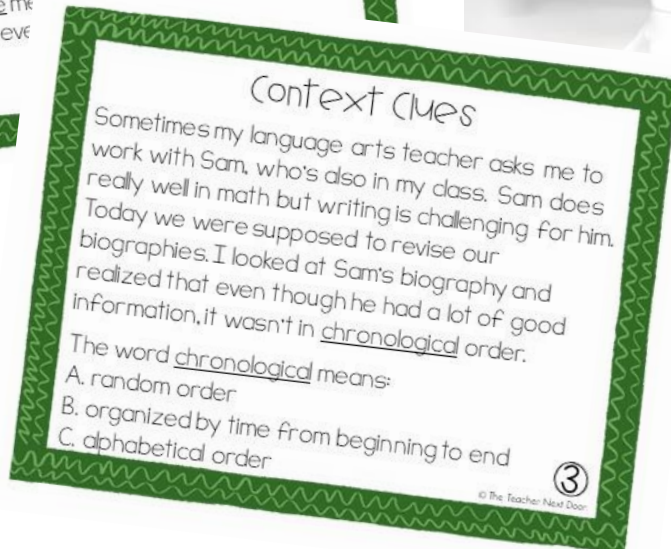 eve
Context Clues
Sometimes my language arts teacher asks me to
work with Sam, who's also in my class. Sam does
really well in math but writing is challenging for him.
Today we were supposed to revise our
biographies. I looked at Sam's biography and
realized that even though he had a lot of good
information, it wasn't in chronological order.
The word chronological means:
A. random order
B. organized by time from beginning to end
C. alphabetical order
3
© The Teacher Next Door